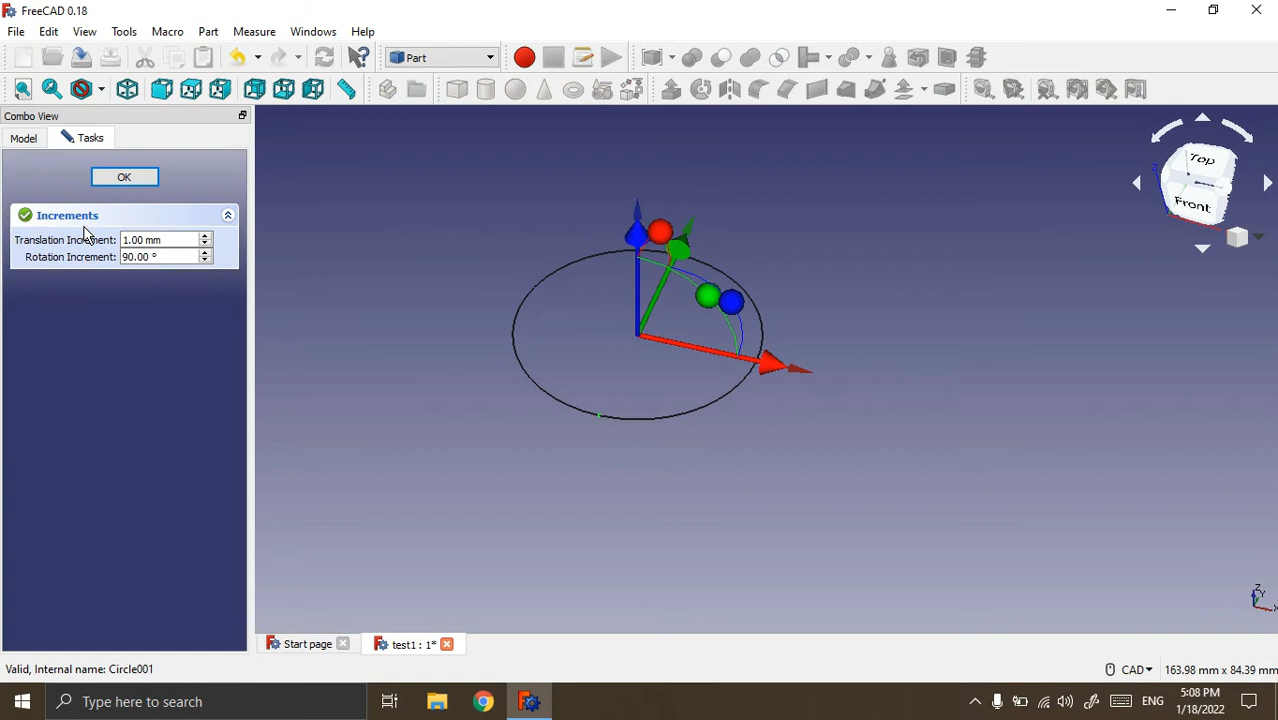 FreeCAD 0.18
File Edit View Tools Macro Part Measure Windows Help
Part
Combo View
Model Tasks
OK
Increments
Translation Increment: 1.00 mm
Rotation Increment: 90.00 °
Top
Front
Z
Z
Y
X
Start page test1 : 1*
Valid, Internal name: Circle001 CAD 163.98 mm x 84.39 mm
Type here to search
ENG
5:08 PM
1/18/2022